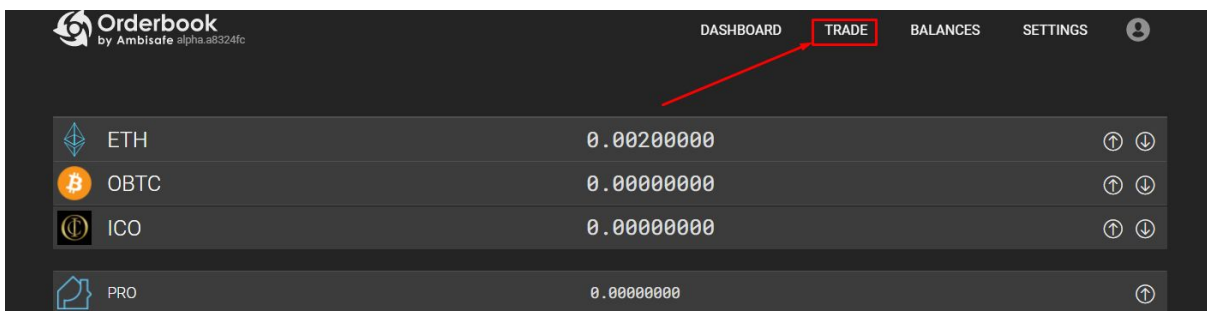 Orderbook
by Ambisafe alpha.a8324fc
DASHBOARD TRADE BALANCES SETTINGS
ETH 0.00200000
OBTC 0.00000000
ICO 0.00000000
PRO 0.00000000